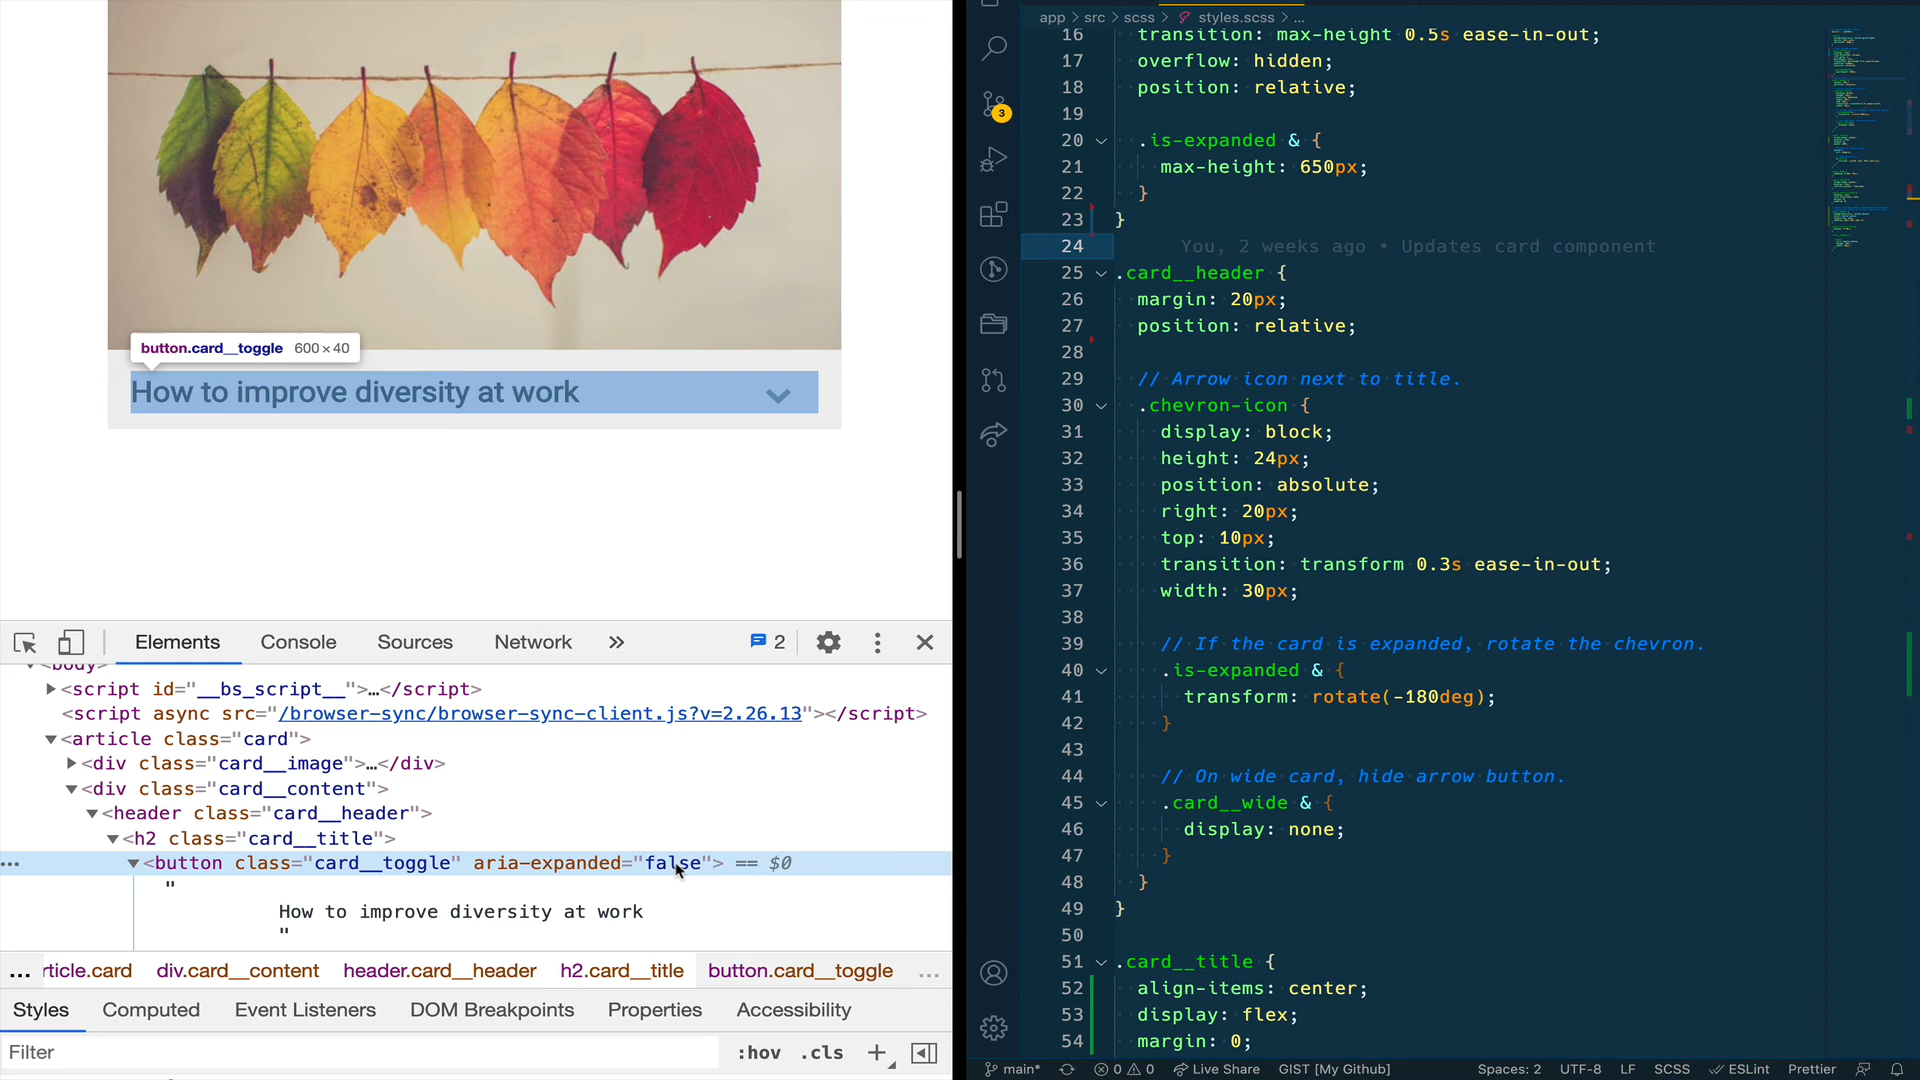 button.card__toggle 600 × 40
How to improve diversity at work
Elements
Console
Sources
Network
2
<body>
<script id="__bs_script__">…</script>
<script async src="/browser-sync/browser-sync-client.js?v=2.26.13"></script>
<article class="card">
<div class="card__image">…</div>
<div class="card__content">
<header class="card__header">
<h2 class="card__title">
<button class="card__toggle" aria-expanded="false"> == $0
"
How to improve diversity at work
"
... rticle.card div.card__content header.card__header h2.card__title button.card__toggle ...
Styles Computed Event Listeners DOM Breakpoints Properties Accessibility
Filter :hov .cls +
app > src > scss > styles.scss > ...
3
16 transition: max-height 0.5s ease-in-out;
17 overflow: hidden;
18 position: relative;
19
20 .is-expanded & {
21 max-height: 650px;
22 }
23 }
24 You, 2 weeks ago • Updates card component
25 .card__header {
26 margin: 20px;
27 position: relative;
28
29 // Arrow icon next to title.
30 .chevron-icon {
31 display: block;
32 height: 24px;
33 position: absolute;
34 right: 20px;
35 top: 10px;
36 transition: transform 0.3s ease-in-out;
37 width: 30px;
38
39 // If the card is expanded, rotate the chevron.
40 .is-expanded & {
41 transform: rotate(-180deg);
42 }
43
44 // On wide card, hide arrow button.
45 .card__wide & {
46 display: none;
47 }
48 }
49 }
50
51 .card__title {
52 align-items: center;
53 display: flex;
54 margin: 0;
main* 0 0 Live Share GIST [My Github] Spaces: 2 UTF-8 LF SCSS ESLint Prettier